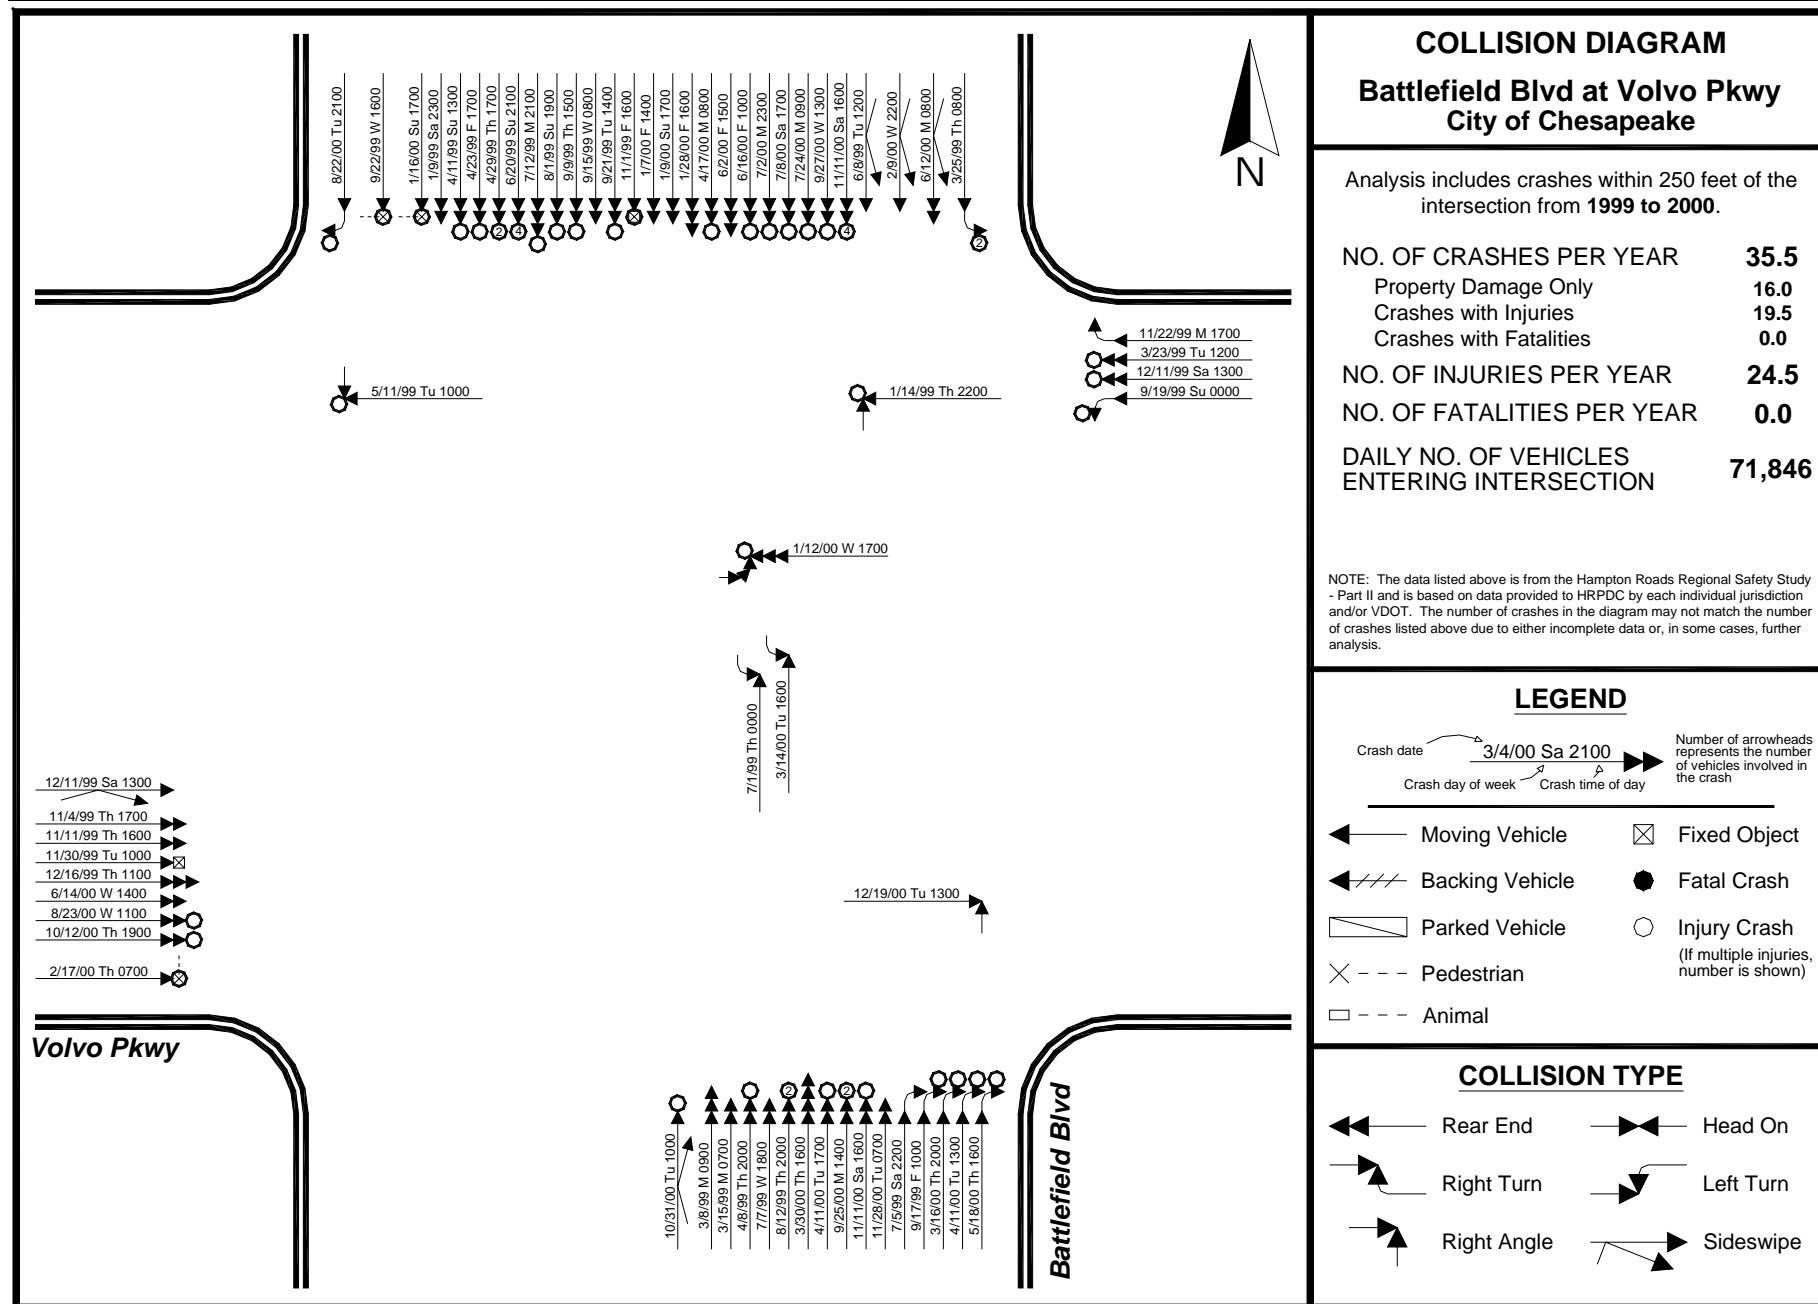 COLLISION DIAGRAM
Battlefield Blvd at Volvo Pkwy
City of Chesapeake
N
8/22/00 Tu 2100
9/22/99 W 1600
1/16/00 Su 1700
1/9/99 Sa 2300
4/11/99 Su 1300
4/23/99 F 1700
4/29/99 Th 1700
6/20/99 Su 2100
7/12/99 M 2100
8/1/99 Su 1900
9/9/99 Th 1500
9/15/99 W 0800
9/21/99 Tu 1400
11/1/99 F 1600
1/7/00 F 1400
1/9/00 Su 1700
1/28/00 F 1600
4/17/00 M 0800
6/2/00 F 1500
6/16/00 F 1000
7/2/00 M 2300
7/8/00 Sa 1700
7/24/00 M 0900
9/27/00 W 1300
11/11/00 Sa 1600
6/8/99 Tu 1200
2/9/00 W 2200
6/12/00 M 0800
3/25/99 Th 0800
2
4
4
2
11/22/99 M 1700
3/23/99 Tu 1200
12/11/99 Sa 1300
9/19/99 Su 0000
5/11/99 Tu 1000
1/14/99 Th 2200
1/12/00 W 1700
7/1/99 Th 0000
3/14/00 Tu 1600
12/11/99 Sa 1300
11/4/99 Th 1700
11/11/99 Th 1600
11/30/99 Tu 1000
12/16/99 Th 1100
6/14/00 W 1400
8/23/00 W 1100
10/12/00 Th 1900
2/17/00 Th 0700
12/19/00 Tu 1300
Volvo Pkwy
2
2
10/31/00 Tu 1000
3/8/99 M 0900
3/15/99 M 0700
4/8/99 Th 2000
7/7/99 W 1800
8/12/99 Th 2000
3/30/00 Th 1600
4/11/00 Tu 1700
9/25/00 M 1400
11/11/00 Sa 1600
11/28/00 Tu 0700
7/5/99 Sa 2200
9/17/99 F 1000
3/16/00 Th 2000
4/11/00 Tu 1300
5/18/00 Th 1600
Battlefield Blvd
Analysis includes crashes within 250 feet of the
intersection from 1999 to 2000.
NO. OF CRASHES PER YEAR 35.5
Property Damage Only 16.0
Crashes with Injuries 19.5
Crashes with Fatalities 0.0
NO. OF INJURIES PER YEAR 24.5
NO. OF FATALITIES PER YEAR 0.0
DAILY NO. OF VEHICLES
ENTERING INTERSECTION 71,846
NOTE: The data listed above is from the Hampton Roads Regional Safety Study
- Part II and is based on data provided to HRPDC by each individual jurisdiction
and/or VDOT. The number of crashes in the diagram may not match the number
of crashes listed above due to either incomplete data or, in some cases, further
analysis.
LEGEND
Crash date
3/4/00 Sa 2100
Crash day of week
Crash time of day
Number of arrowheads
represents the number
of vehicles involved in
the crash
Moving Vehicle
Fixed Object
Backing Vehicle
Fatal Crash
Parked Vehicle
Injury Crash
(If multiple injuries,
number is shown)
Pedestrian
Animal
COLLISION TYPE
Rear End
Head On
Right Turn
Left Turn
Right Angle
Sideswipe